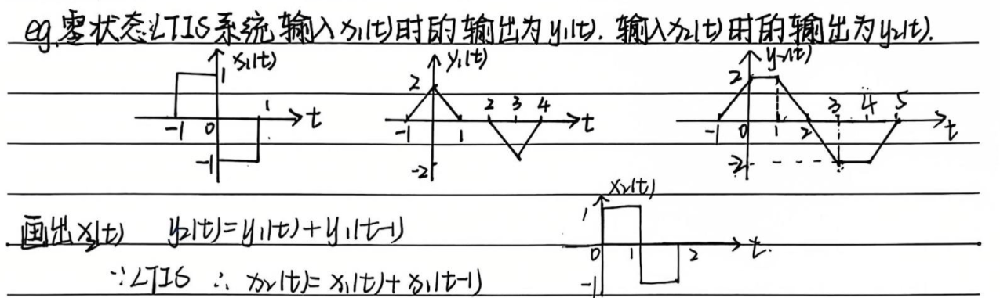 eg.零状态LTIS系统输入x₁(t)时的输出为y₁(t). 输入x₂(t)时的输出为y₂(t).
x₁(t)
1
-1 0 1 t
-1
y₁(t)
2
-1 1 2 3 4 t
-2
y₂(t)
2
-1 0 1 2 3 4 5 t
-2
画出x₂(t) y₂(t)=y₁(t)+y₁(t-1)
∵LTIS ∴ x₂(t)=x₁(t)+x₁(t-1)
x₂(t)
1
0 1 2 t
-1